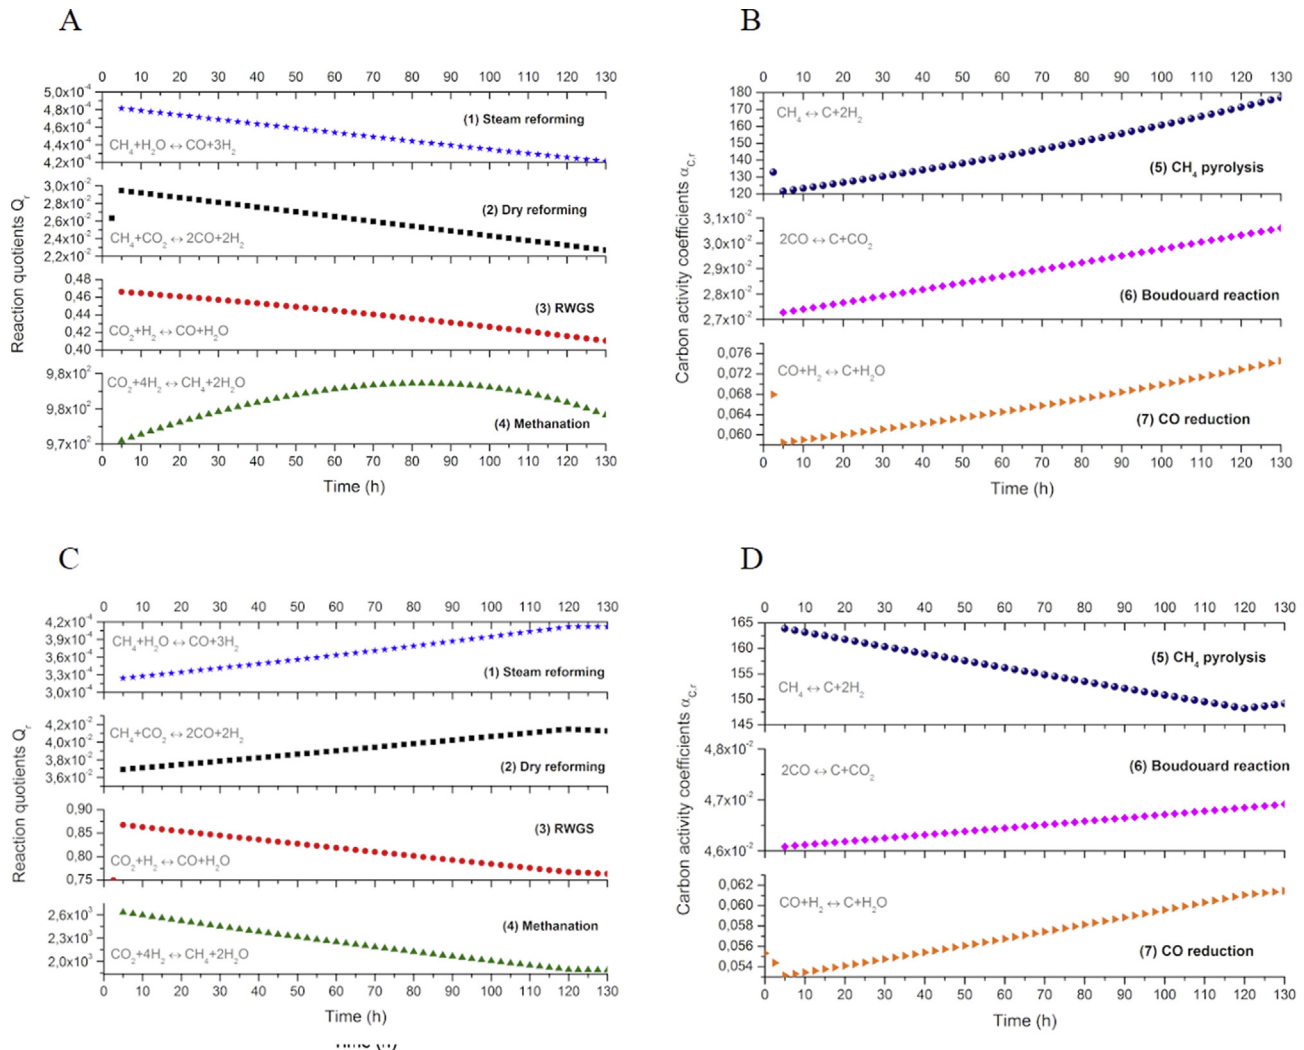 A
0 10 20 30 40 50 60 70 80 90 100 110 120 130
Reaction quotients Qr
5,0x10⁻⁴
4,8x10⁻⁴
4,6x10⁻⁴
4,4x10⁻⁴
4,2x10⁻⁴
(1) Steam reforming
CH₄+H₂O ↔ CO+3H₂
3,0x10⁻²
2,8x10⁻²
2,6x10⁻²
2,4x10⁻²
2,2x10⁻²
(2) Dry reforming
CH₄+CO₂ ↔ 2CO+2H₂
0,48
0,46
0,44
0,42
0,40
(3) RWGS
CO₂+H₂ ↔ CO+H₂O
9,8x10²
9,8x10²
9,7x10²
CO₂+4H₂ ↔ CH₄+2H₂O
(4) Methanation
0 10 20 30 40 50 60 70 80 90 100 110 120 130
Time (h)
B
0 10 20 30 40 50 60 70 80 90 100 110 120 130
Carbon activity coefficients αC,r
180
170
160
150
140
130
120
CH₄ ↔ C+2H₂
(5) CH₄ pyrolysis
3,1x10⁻²
3,0x10⁻²
2,9x10⁻²
2,8x10⁻²
2,7x10⁻²
2CO ↔ C+CO₂
(6) Boudouard reaction
0,076
0,072
0,068
0,064
0,060
CO+H₂ ↔ C+H₂O
(7) CO reduction
0 10 20 30 40 50 60 70 80 90 100 110 120 130
Time (h)
C
0 10 20 30 40 50 60 70 80 90 100 110 120 130
Reaction quotients Qr
4,2x10⁻⁴
3,9x10⁻⁴
3,6x10⁻⁴
3,3x10⁻⁴
3,0x10⁻⁴
CH₄+H₂O ↔ CO+3H₂
(1) Steam reforming
4,2x10⁻²
4,0x10⁻²
3,8x10⁻²
3,6x10⁻²
CH₄+CO₂ ↔ 2CO+2H₂
(2) Dry reforming
0,90
0,85
0,80
0,75
(3) RWGS
CO₂+H₂ ↔ CO+H₂O
2,6x10³
2,3x10³
2,0x10³
(4) Methanation
CO₂+4H₂ ↔ CH₄+2H₂O
0 10 20 30 40 50 60 70 80 90 100 110 120 130
Time (h)
D
0 10 20 30 40 50 60 70 80 90 100 110 120 130
Carbon activity coefficients αC,r
165
160
155
150
145
(5) CH₄ pyrolysis
CH₄ ↔ C+2H₂
4,8x10⁻²
4,7x10⁻²
4,6x10⁻²
(6) Boudouard reaction
2CO ↔ C+CO₂
0,062
0,060
0,058
0,056
0,054
CO+H₂ ↔ C+H₂O
(7) CO reduction
0 10 20 30 40 50 60 70 80 90 100 110 120 130
Time (h)